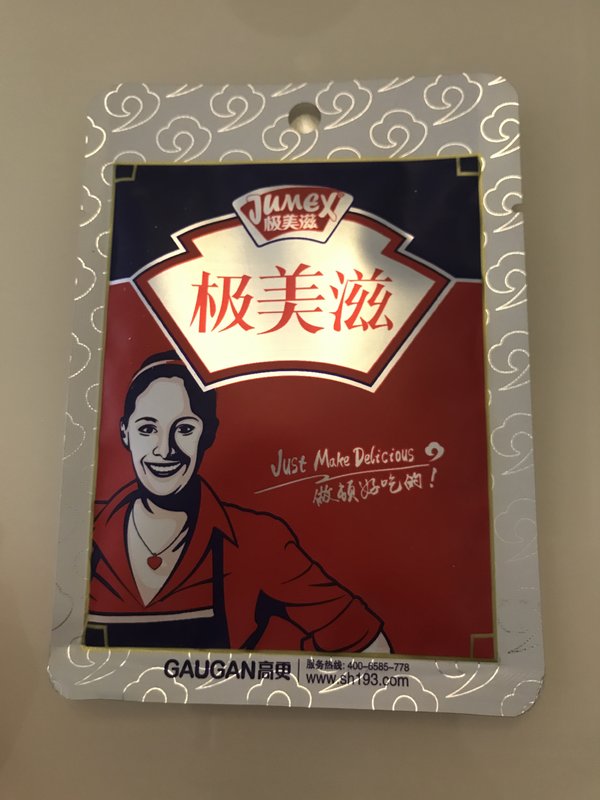 JUMEX
极美滋
极美滋
Just Make Delicious
做顿好吃的！
GAUGAN高更
服务热线: 400-6585-778
www.sh193.com